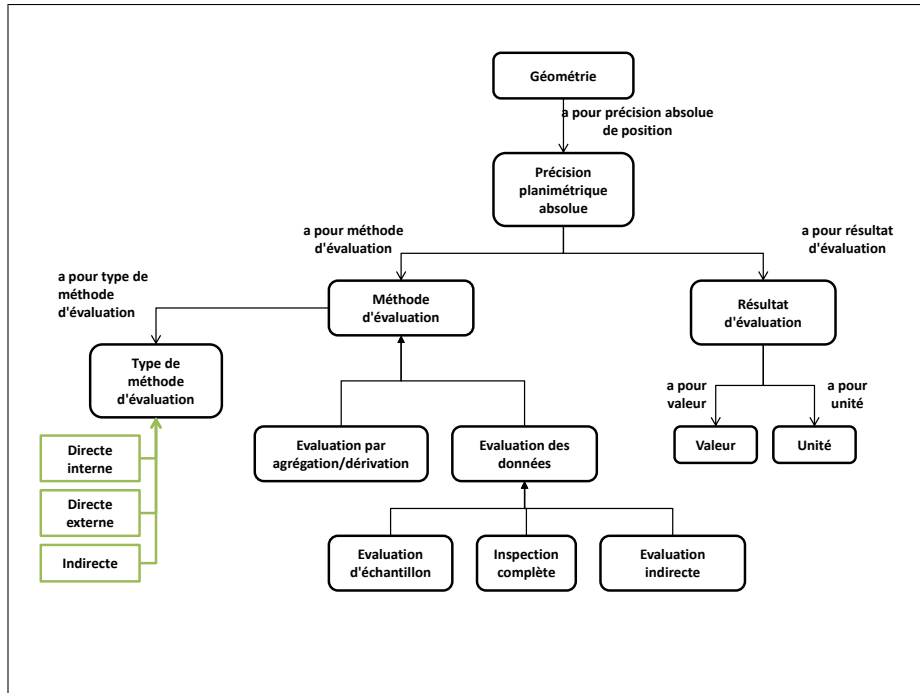 Géométrie
a pour précision absolue
de position
Précision
planimétrique
absolue
a pour méthode
d'évaluation
a pour résultat
d'évaluation
a pour type de
méthode
d'évaluation
Méthode
d'évaluation
Résultat
d'évaluation
Type de
méthode
d'évaluation
a pour
valeur
a pour
unité
Evaluation par
agrégation/dérivation
Evaluation des
données
Valeur
Unité
Directe
interne
Directe
externe
Indirecte
Evaluation
d'échantillon
Inspection
complète
Evaluation
indirecte